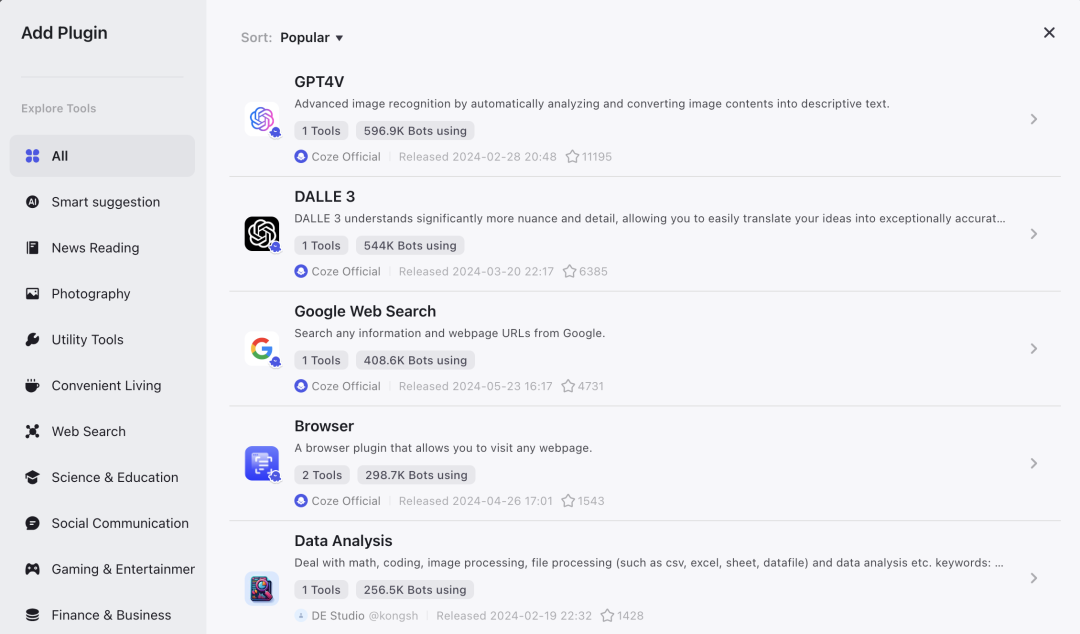 Add Plugin
Explore Tools
All
Smart suggestion
News Reading
Photography
Utility Tools
Convenient Living
Web Search
Science & Education
Social Communication
Gaming & Entertainmer
Finance & Business
Sort: Popular
GPT4V
Advanced image recognition by automatically analyzing and converting image contents into descriptive text.
1 Tools 596.9K Bots using
Coze Official Released 2024-02-28 20:48 11195
DALLE 3
DALLE 3 understands significantly more nuance and detail, allowing you to easily translate your ideas into exceptionally accurat...
1 Tools 544K Bots using
Coze Official Released 2024-03-20 22:17 6385
Google Web Search
Search any information and webpage URLs from Google.
1 Tools 408.6K Bots using
Coze Official Released 2024-05-23 16:17 4731
Browser
A browser plugin that allows you to visit any webpage.
2 Tools 298.7K Bots using
Coze Official Released 2024-04-26 17:01 1543
Data Analysis
Deal with math, coding, image processing, file processing (such as csv, excel, sheet, datafile) and data analysis etc. keywords: ...
1 Tools 256.5K Bots using
DE Studio @kongsh Released 2024-02-19 22:32 1428